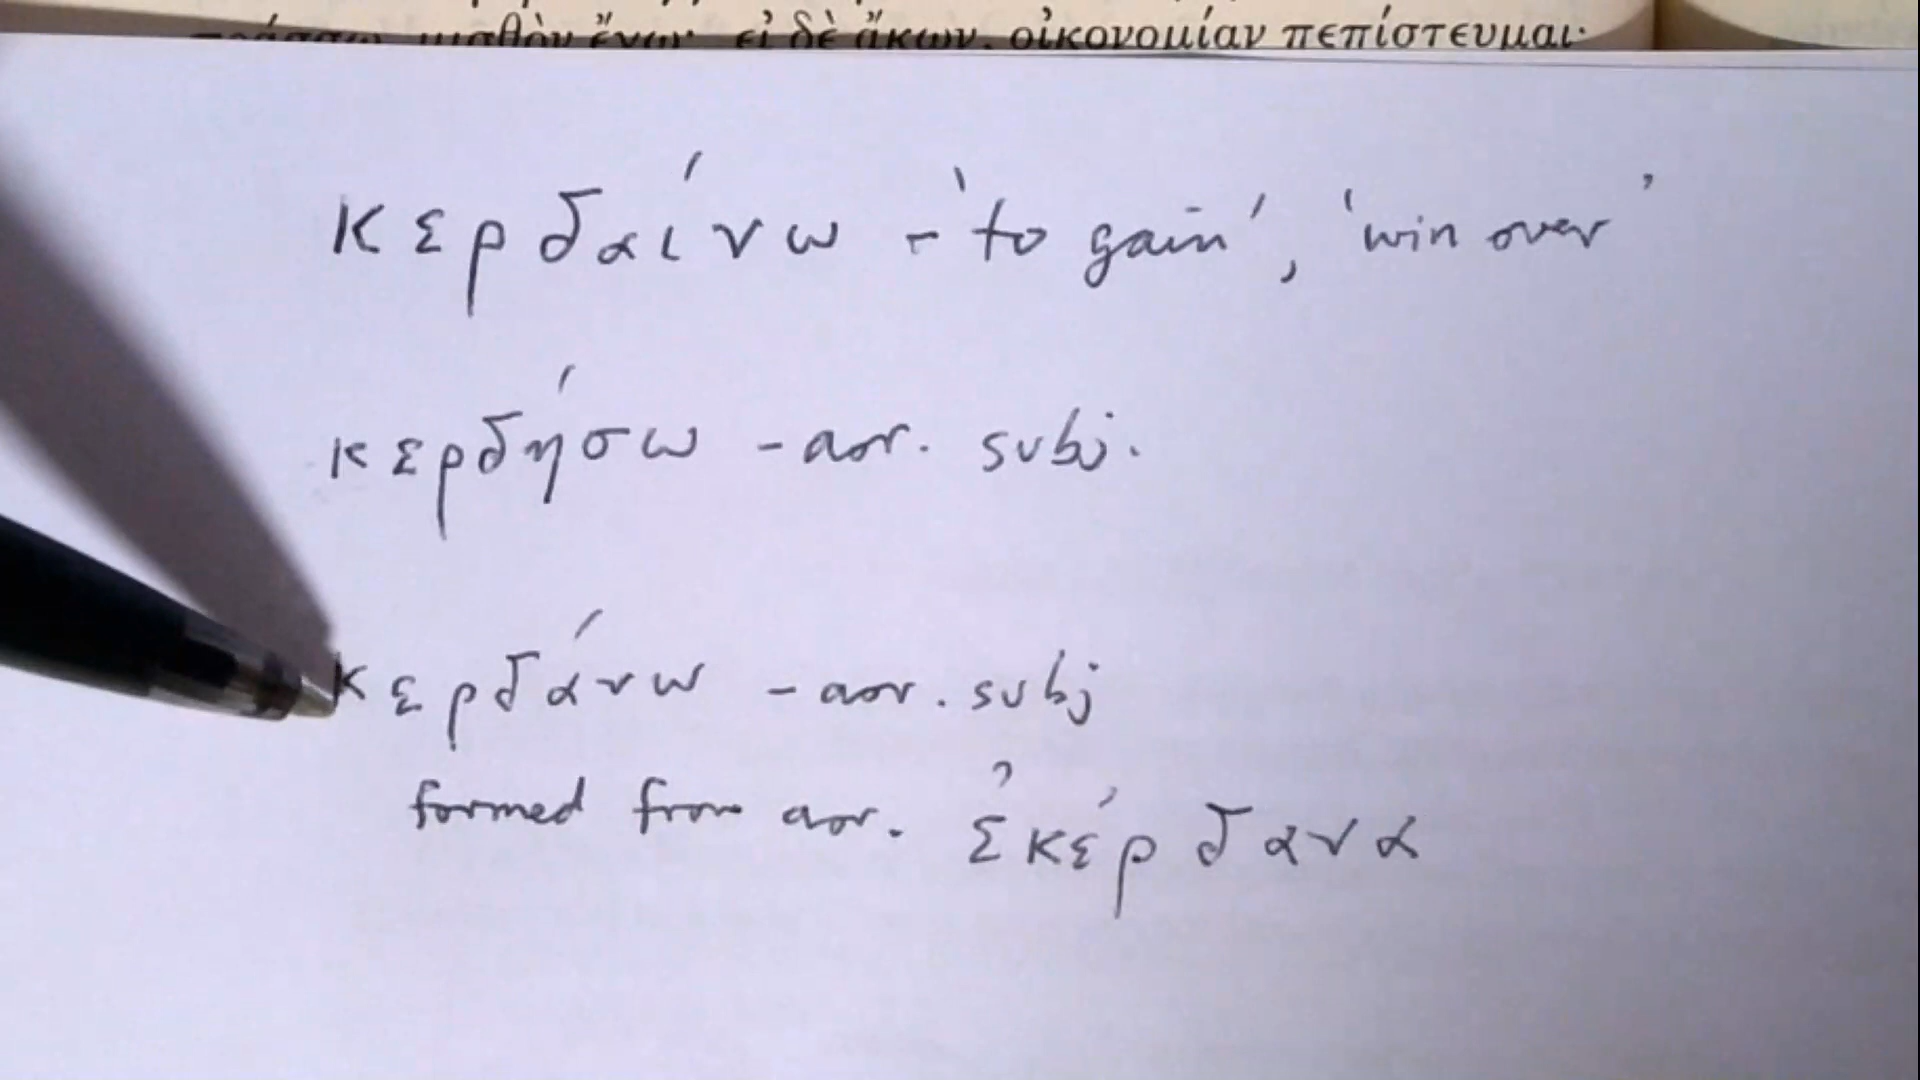 εἰ δὲ ἄκων, οἰκονομίαν πεπίστευμαι·
κερδαίνω - 'to gain', 'win over'
κερδήσω - aor. subj.
κερδάνω - aor. subj
formed from aor. ἐκέρδανα